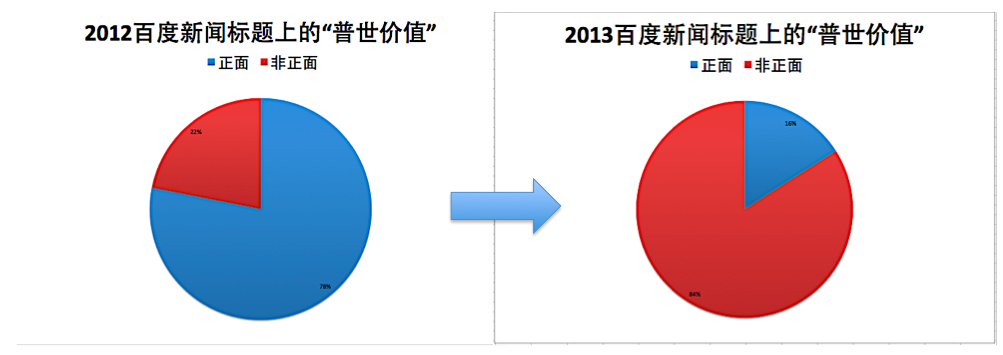 2012百度新闻标题上的“普世价值”
正面 非正面
22%
78%
2013百度新闻标题上的“普世价值”
正面 非正面
16%
84%